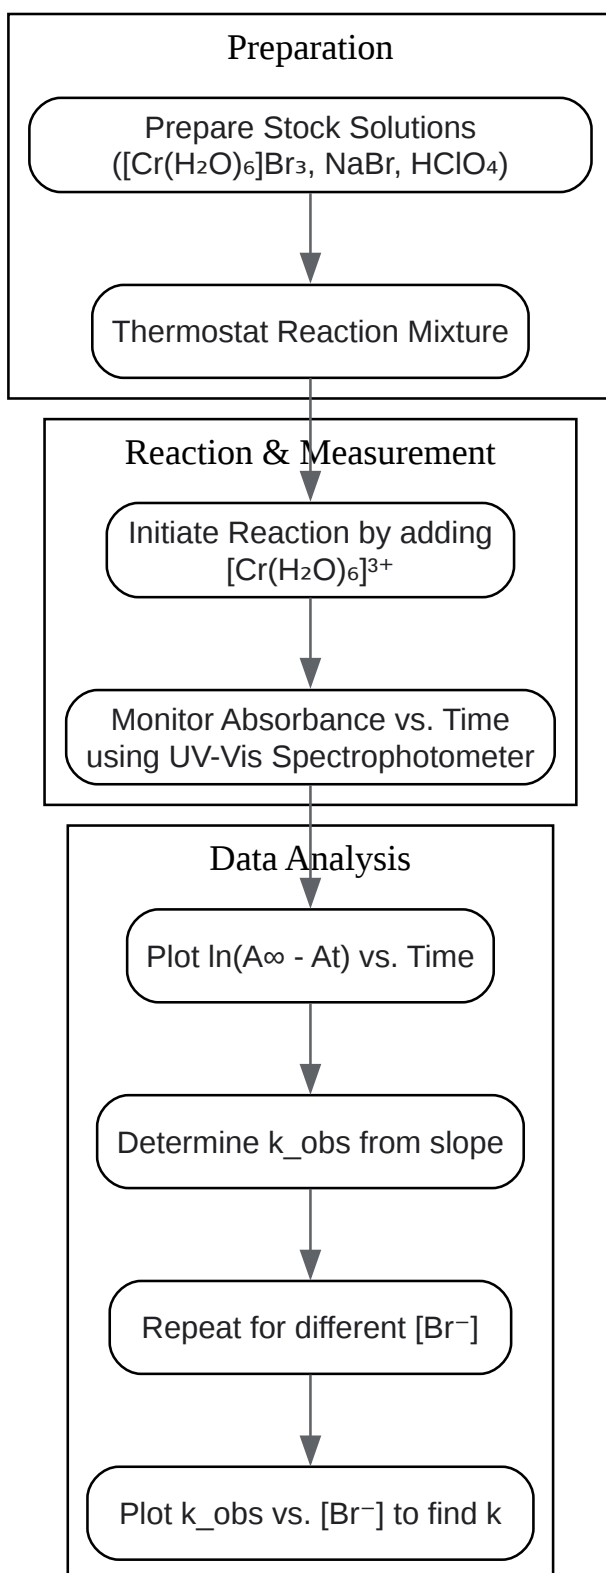 Preparation
Prepare Stock Solutions
([Cr(H₂O)₆]Br₃, NaBr, HClO₄)
Thermostat Reaction Mixture
Reaction & Measurement
Initiate Reaction by adding
[Cr(H₂O)₆]³⁺
Monitor Absorbance vs. Time
using UV-Vis Spectrophotometer
Data Analysis
Plot ln(A∞ - At) vs. Time
Determine k_obs from slope
Repeat for different [Br⁻]
Plot k_obs vs. [Br⁻] to find k